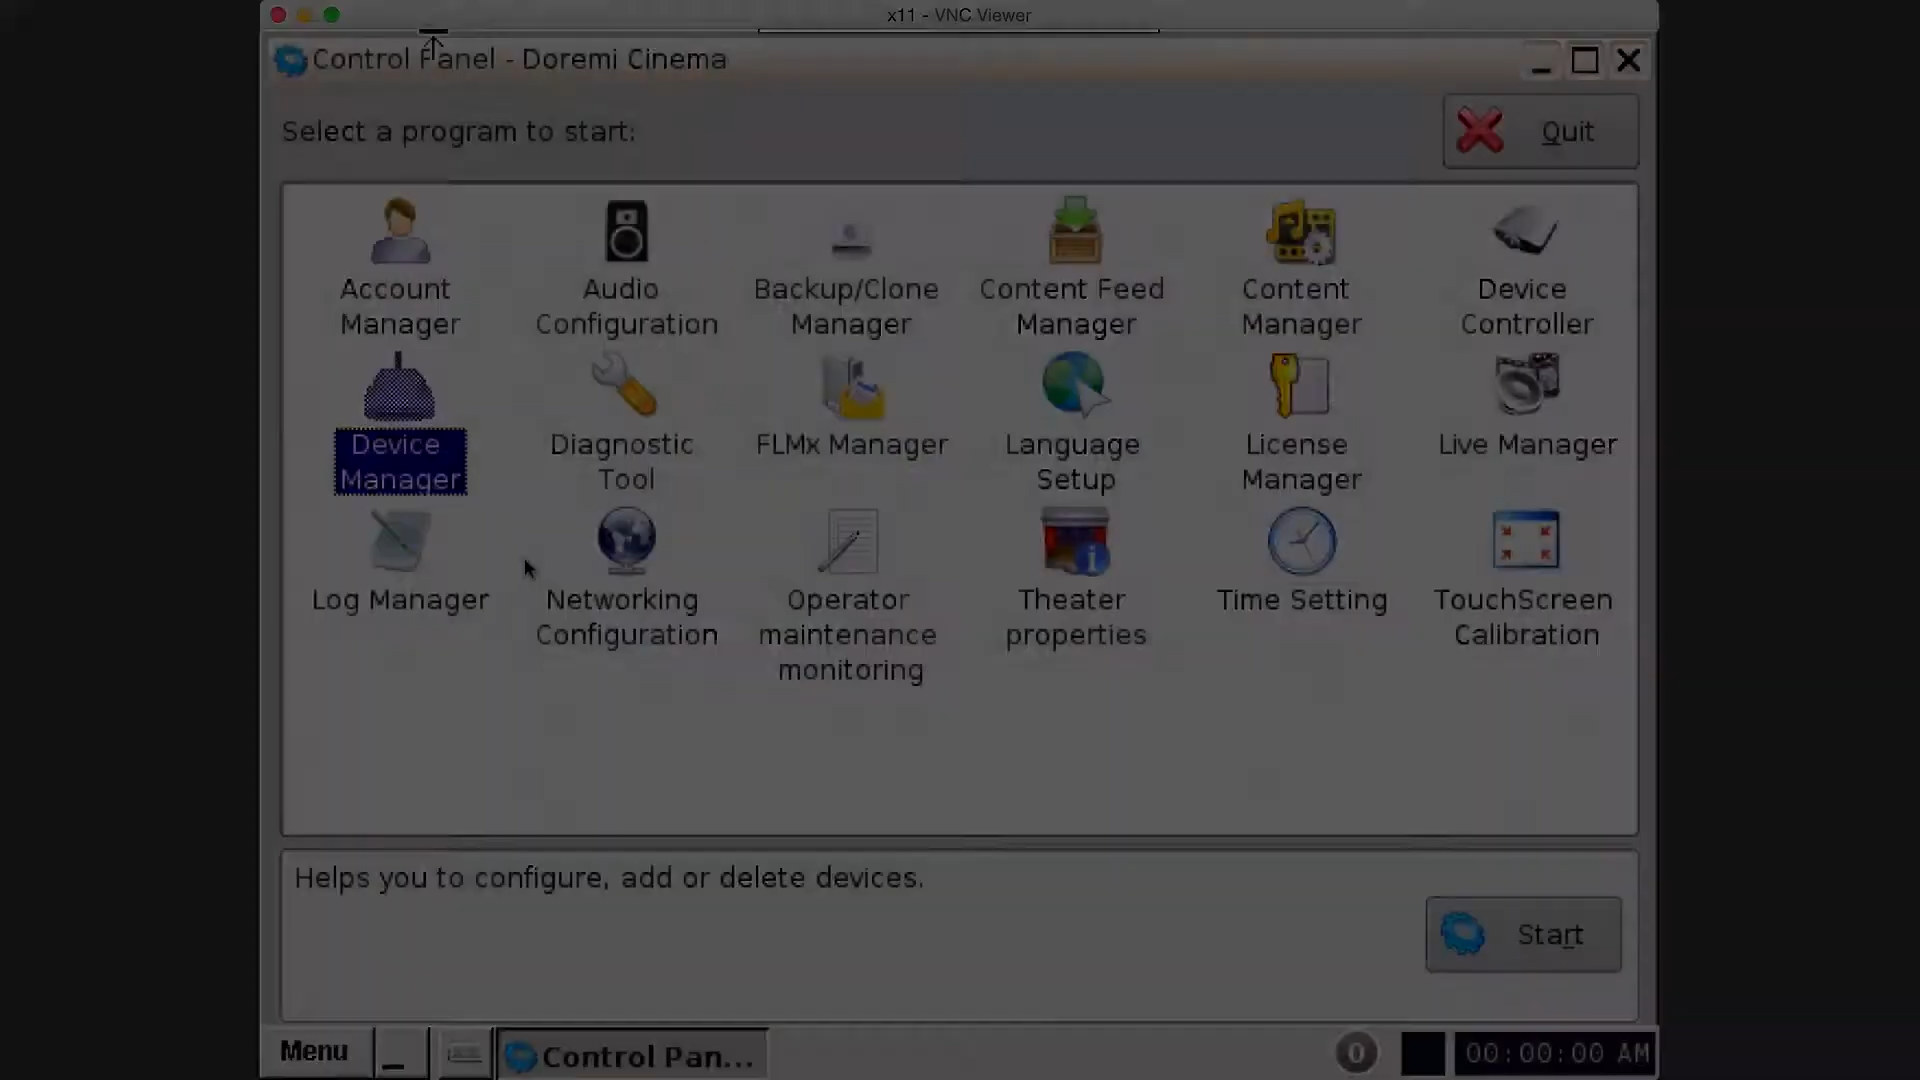 x11 - VNC Viewer
Control Panel - Doremi Cinema
Select a program to start:
Quit
Account Manager
Audio Configuration
Backup/Clone Manager
Content Feed Manager
Content Manager
Device Controller
Device Manager
Diagnostic Tool
FLMx Manager
Language Setup
License Manager
Live Manager
Log Manager
Networking Configuration
Operator maintenance monitoring
Theater properties
Time Setting
TouchScreen Calibration
Helps you to configure, add or delete devices.
Start
Menu
Control Pan...
0
00:00:00 AM